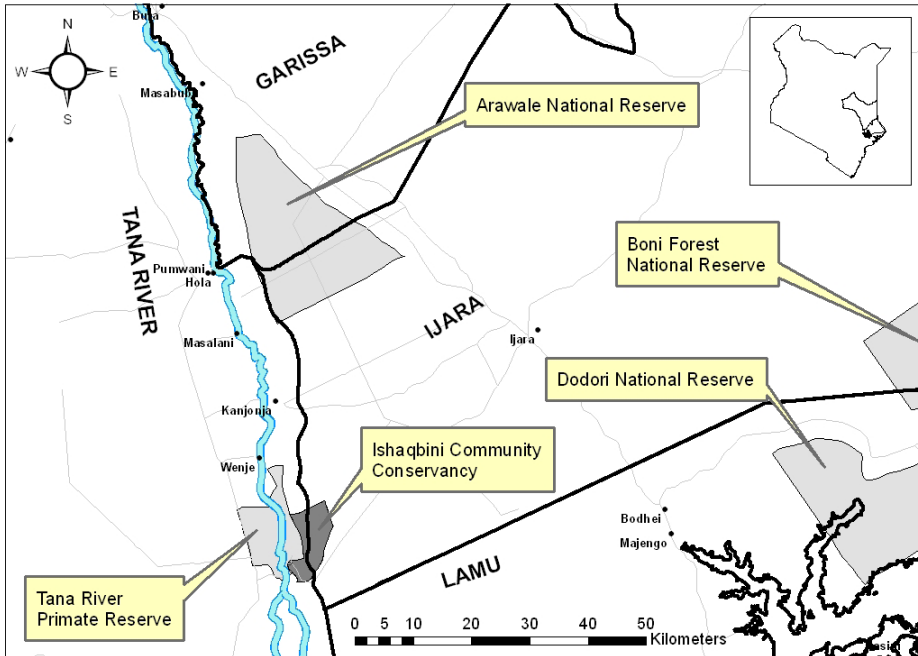 Bura
N
W E
S
GARISSA
Masabubu
Arawale National Reserve
TANA RIVER
Boni Forest
National Reserve
Pumwani
Hola
IJARA
Masalani
Ijara
Dodori National Reserve
Kanjonja
Ishaqbini Community
Conservancy
Wenje
Bodhei
Majengo
LAMU
Tana River
Primate Reserve
0 5 10 20 30 40 50
Kilometers